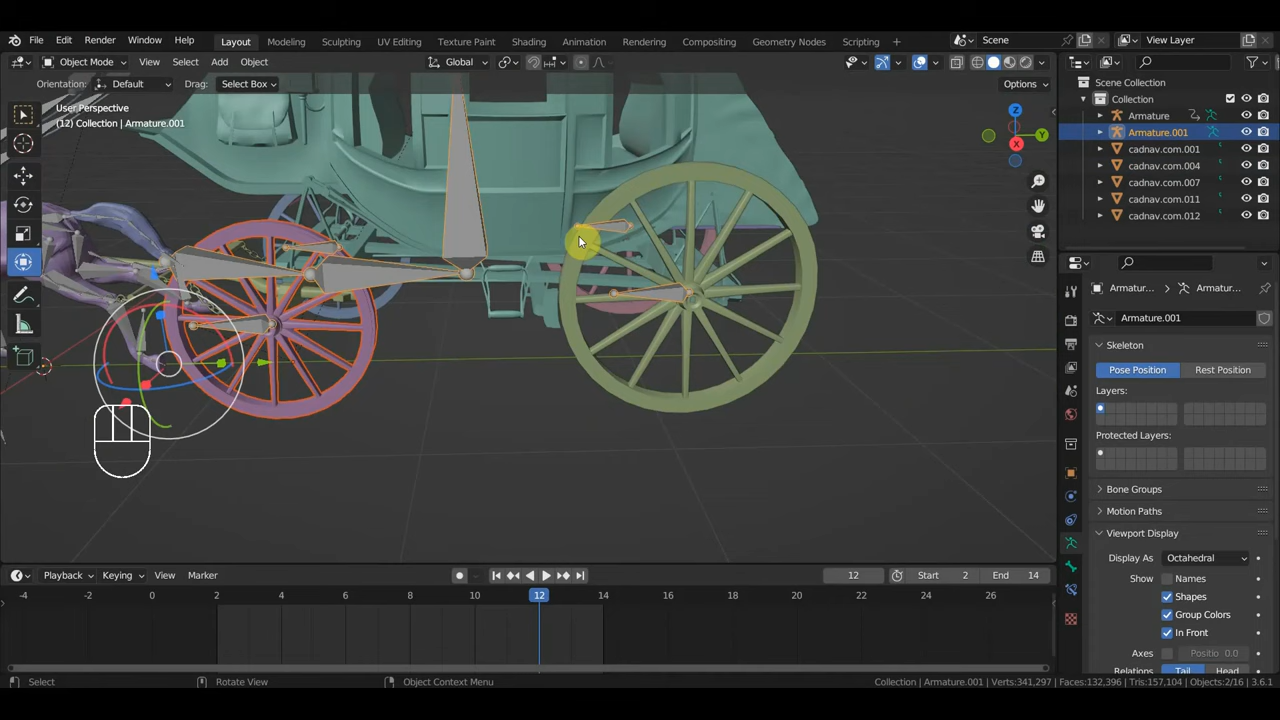 File Edit Render Window Help Layout Modeling Sculpting UV Editing Texture Paint Shading Animation Rendering Compositing Geometry Nodes Scripting + Scene View Layer
Object Mode View Select Add Object Global Options
Orientation: Default Drag: Select Box
User Perspective
(12) Collection | Armature.001
Z
Y
X
Scene Collection
Collection
Armature
Armature.001
cadnav.com.001
cadnav.com.004
cadnav.com.007
cadnav.com.011
cadnav.com.012
Armatur... Armatur...
Armature.001
Skeleton
Pose Position Rest Position
Layers:
Protected Layers:
Bone Groups
Motion Paths
Viewport Display
Display As Octahedral
Show Names
Shapes
Group Colors
In Front
Axes Positio 0.0
Relations Tail Head
Playback Keying View Marker 12 Start 2 End 14
-4 -2 0 2 4 6 8 10 12 14 16 18 20 22 24 26
Select Rotate View Object Context Menu Collection | Armature.001 | Verts:341,297 | Faces:132,396 | Tris:157,104 | Objects:2/16 | 3.6.1